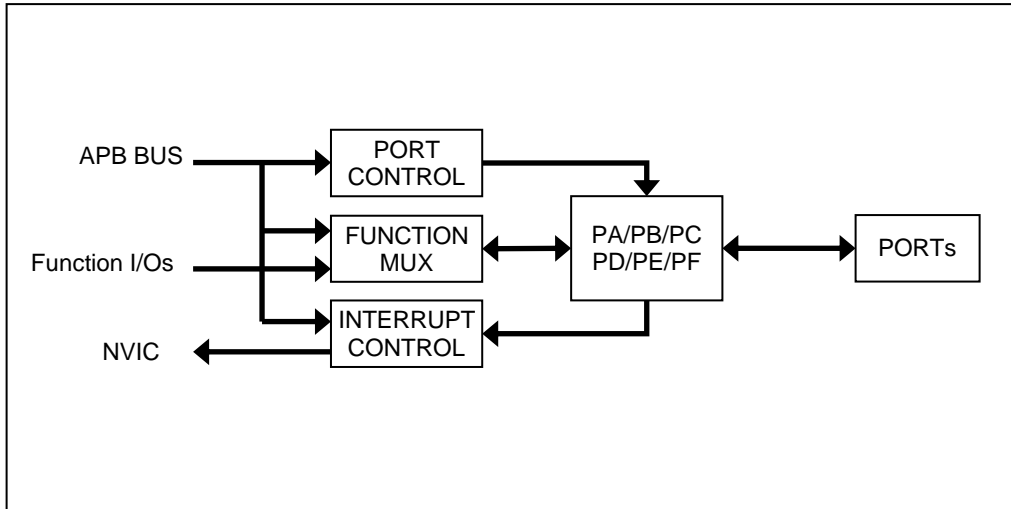 APB BUS
PORT
CONTROL
Function I/Os
FUNCTION
MUX
PA/PB/PC
PD/PE/PF
PORTs
NVIC
INTERRUPT
CONTROL